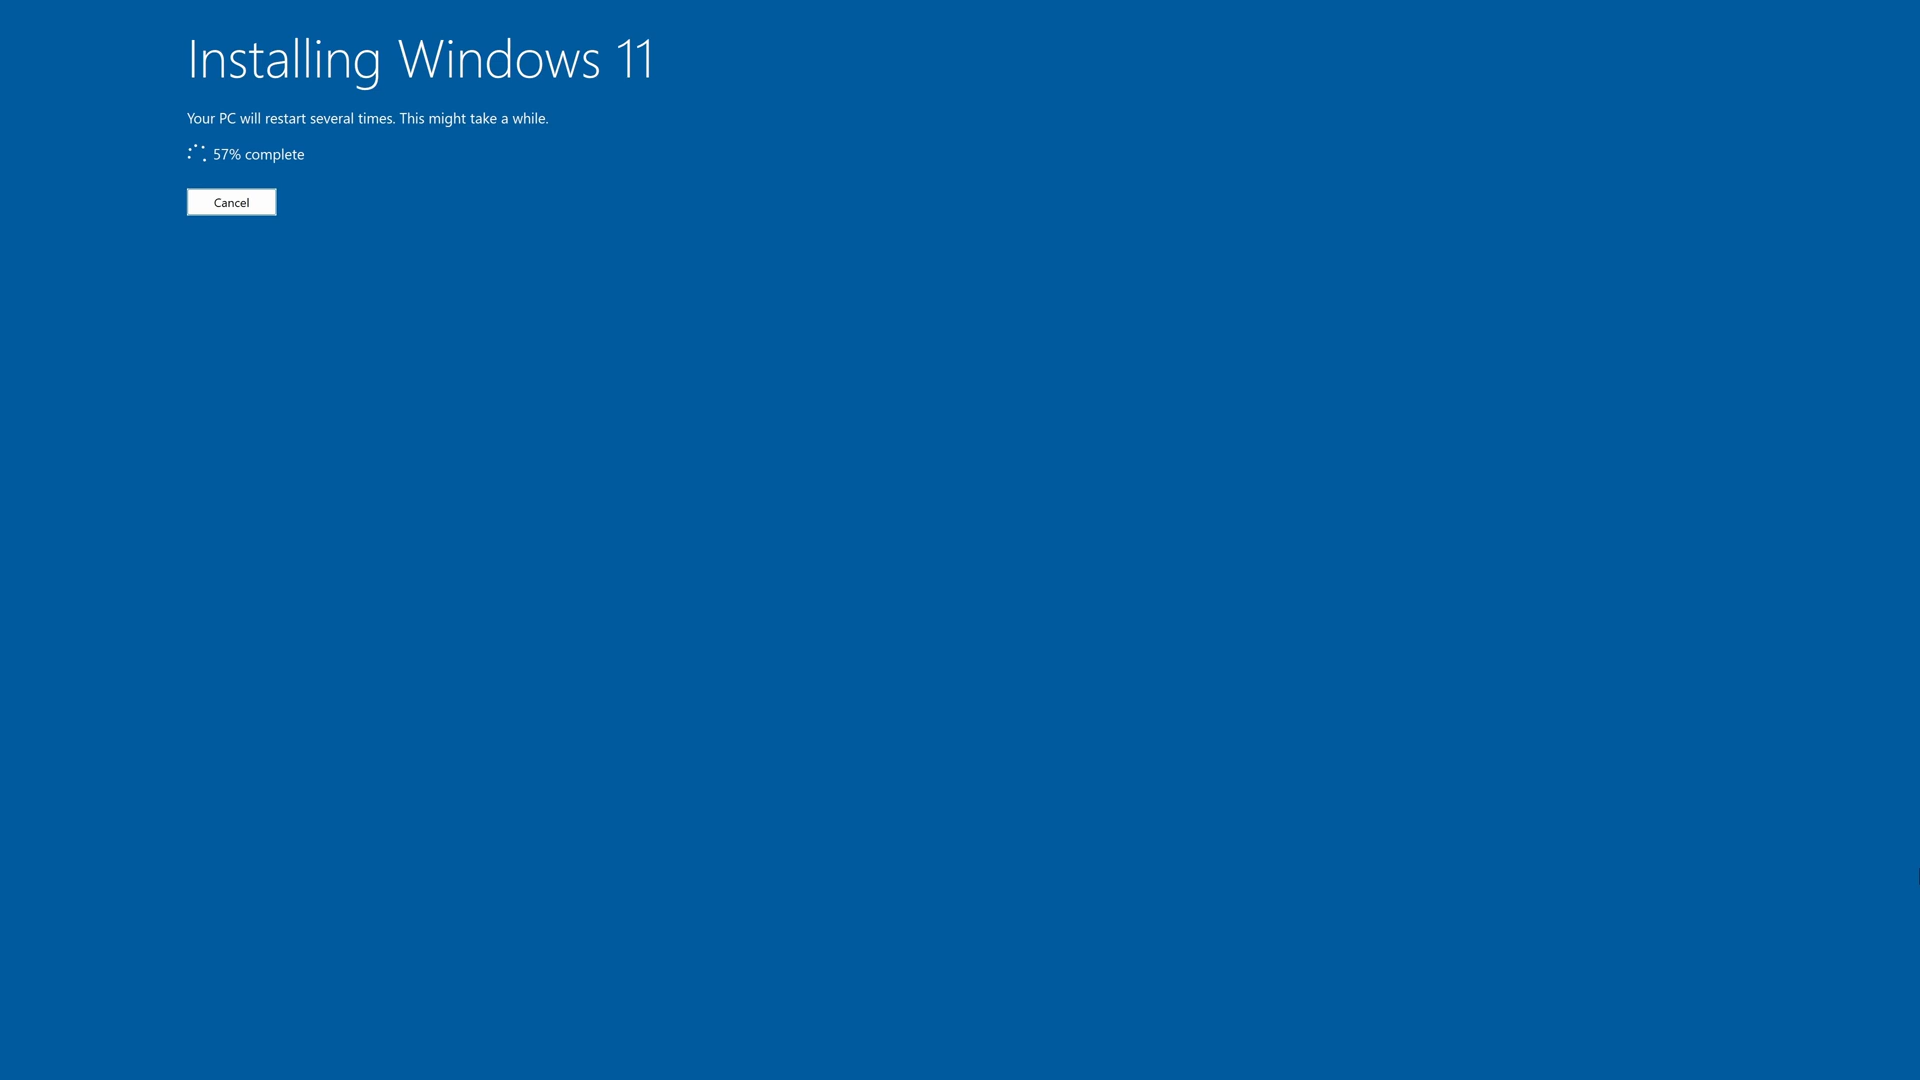 Installing Windows 11
Your PC will restart several times. This might take a while.
57% complete
Cancel